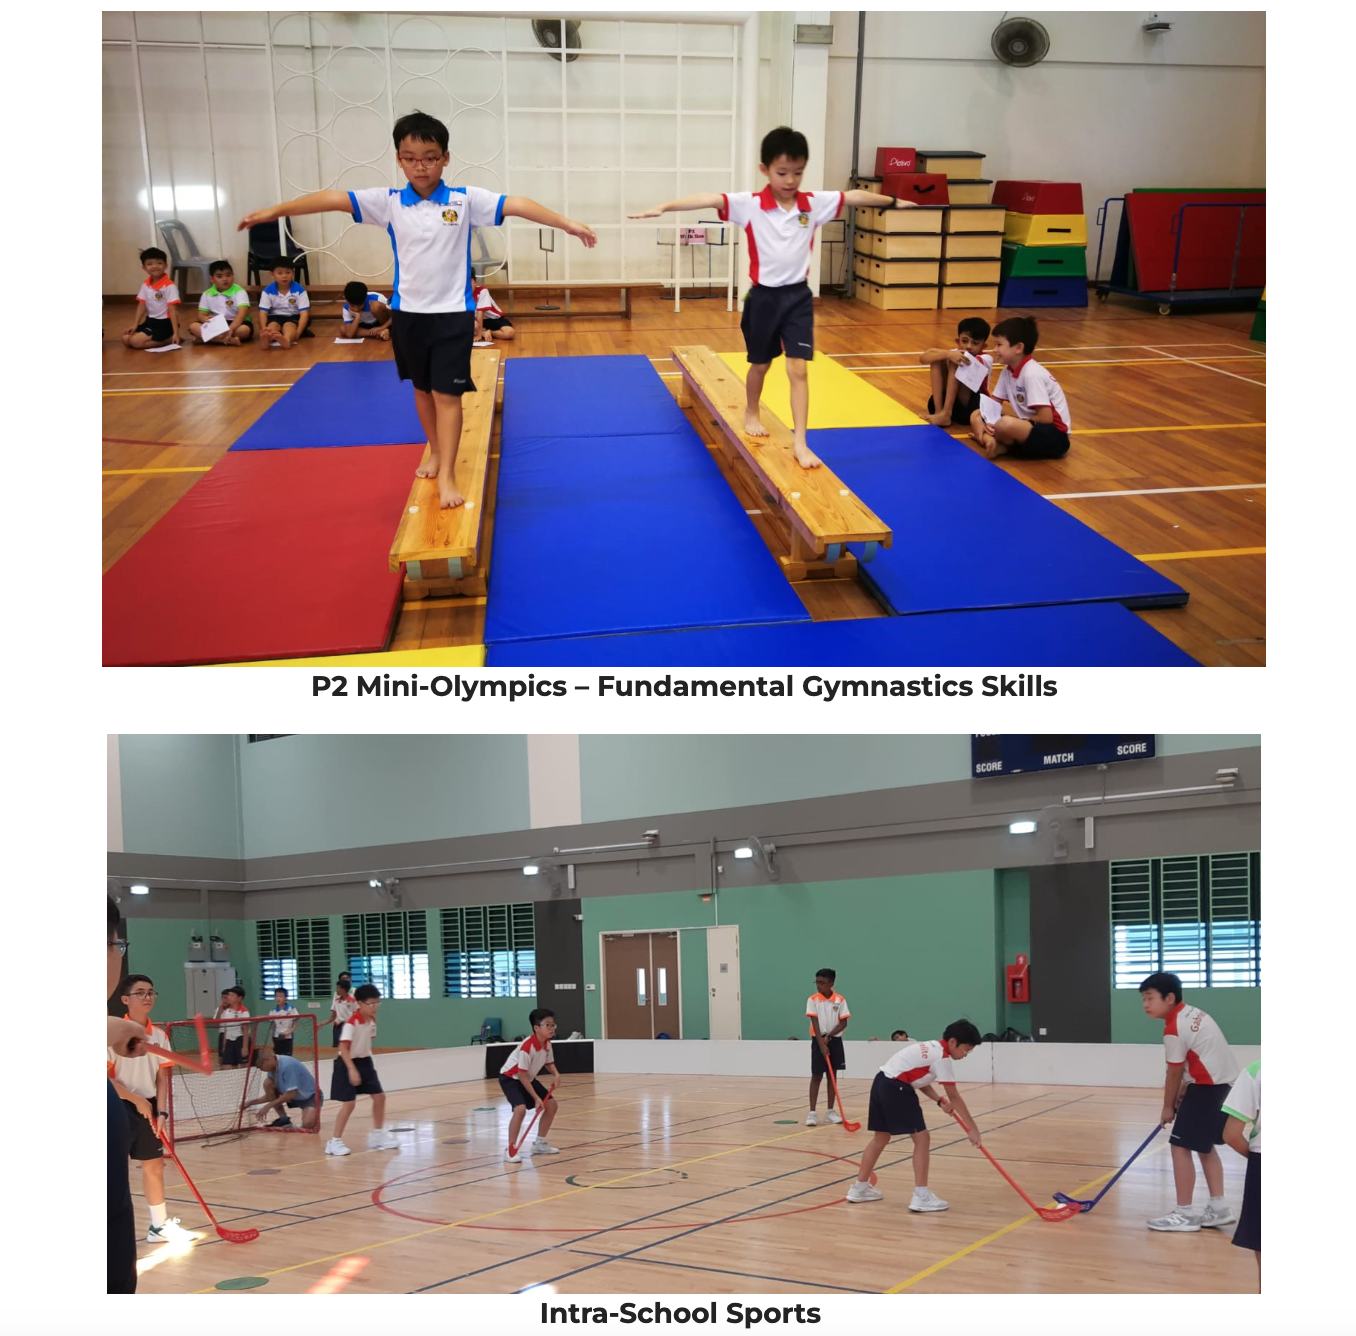 P2 Mini-Olympics – Fundamental Gymnastics Skills
SCORE
MATCH
SCORE
Intra-School Sports